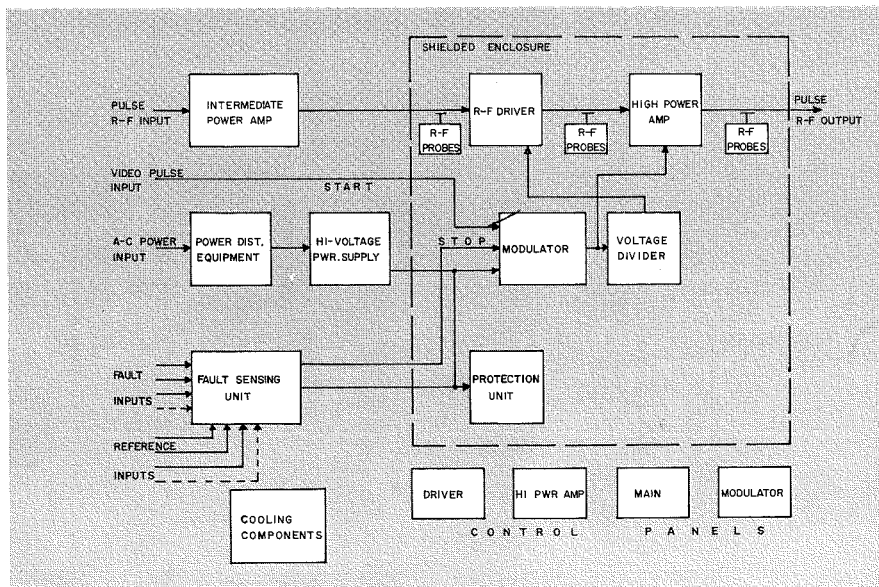 SHIELDED ENCLOSURE
PULSE
R-F INPUT
INTERMEDIATE
POWER AMP
R-F DRIVER
HIGH POWER
AMP
PULSE
R-F OUTPUT
R-F
PROBES
R-F
PROBES
R-F
PROBES
VIDEO PULSE
INPUT
START
A-C POWER
INPUT
POWER DIST.
EQUIPMENT
HI-VOLTAGE
PWR. SUPPLY
STOP
MODULATOR
VOLTAGE
DIVIDER
FAULT
INPUTS
FAULT SENSING
UNIT
PROTECTION
UNIT
REFERENCE
INPUTS
COOLING
COMPONENTS
DRIVER
HI PWR AMP
MAIN
MODULATOR
CONTROL PANELS